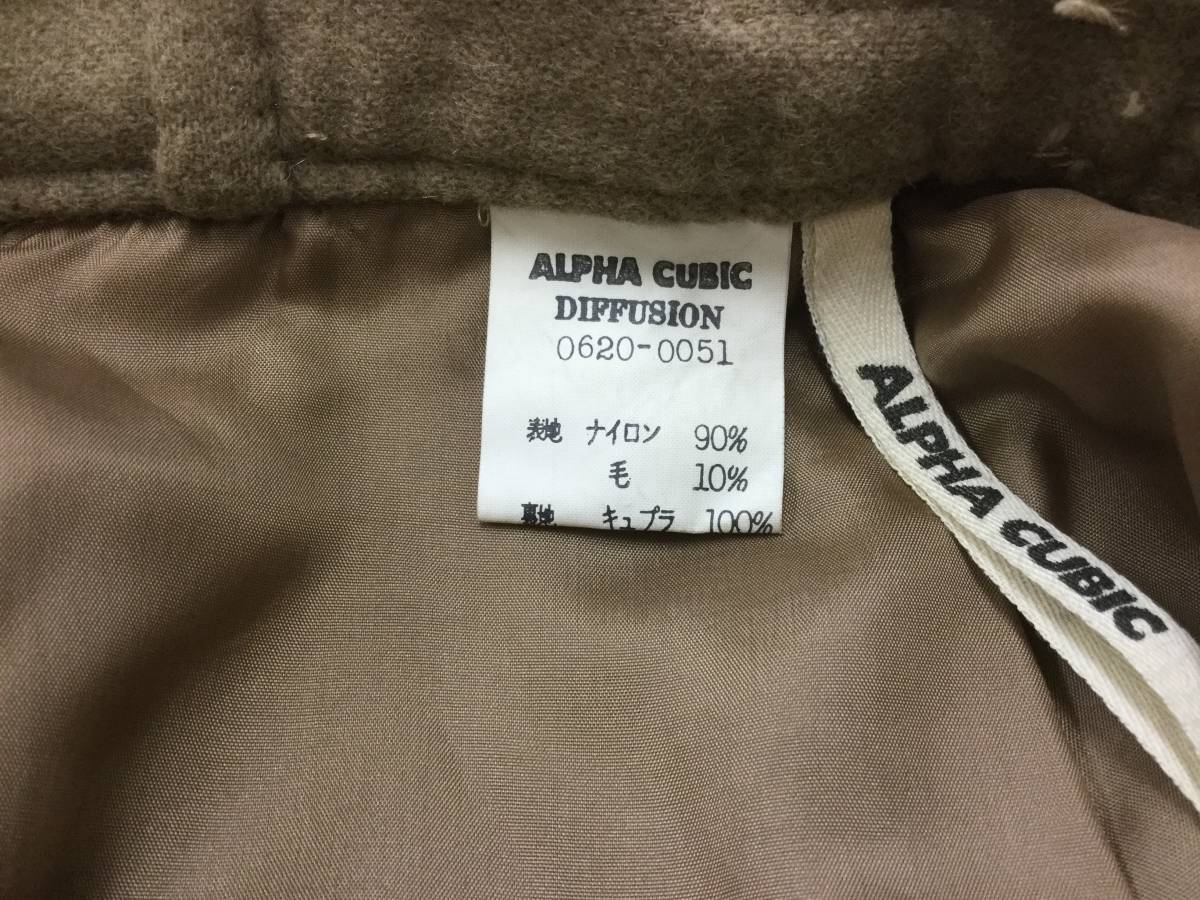 ALPHA CUBIC
DIFFUSION
0620-0051
表地 ナイロン 90%
毛 10%
裏地 キュプラ 100%
ALPHA CUBIC